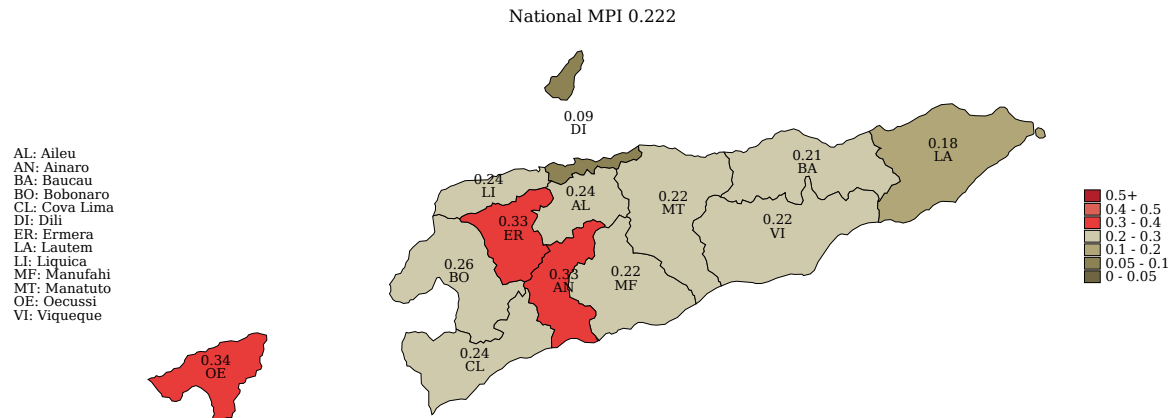 National MPI 0.222
0.09
DI
0.18
LA
0.21
BA
0.24
LI
0.24
AL
0.22
MT
0.33
ER
0.22
VI
0.26
BO
0.33
AN
0.22
MF
0.24
CL
0.34
OE
AL: Aileu
AN: Ainaro
BA: Baucau
BO: Bobonaro
CL: Cova Lima
DI: Dili
ER: Ermera
LA: Lautem
LI: Liquica
MF: Manufahi
MT: Manatuto
OE: Oecussi
VI: Viqueque
0.5+
0.4 - 0.5
0.3 - 0.4
0.2 - 0.3
0.1 - 0.2
0.05 - 0.1
0 - 0.05